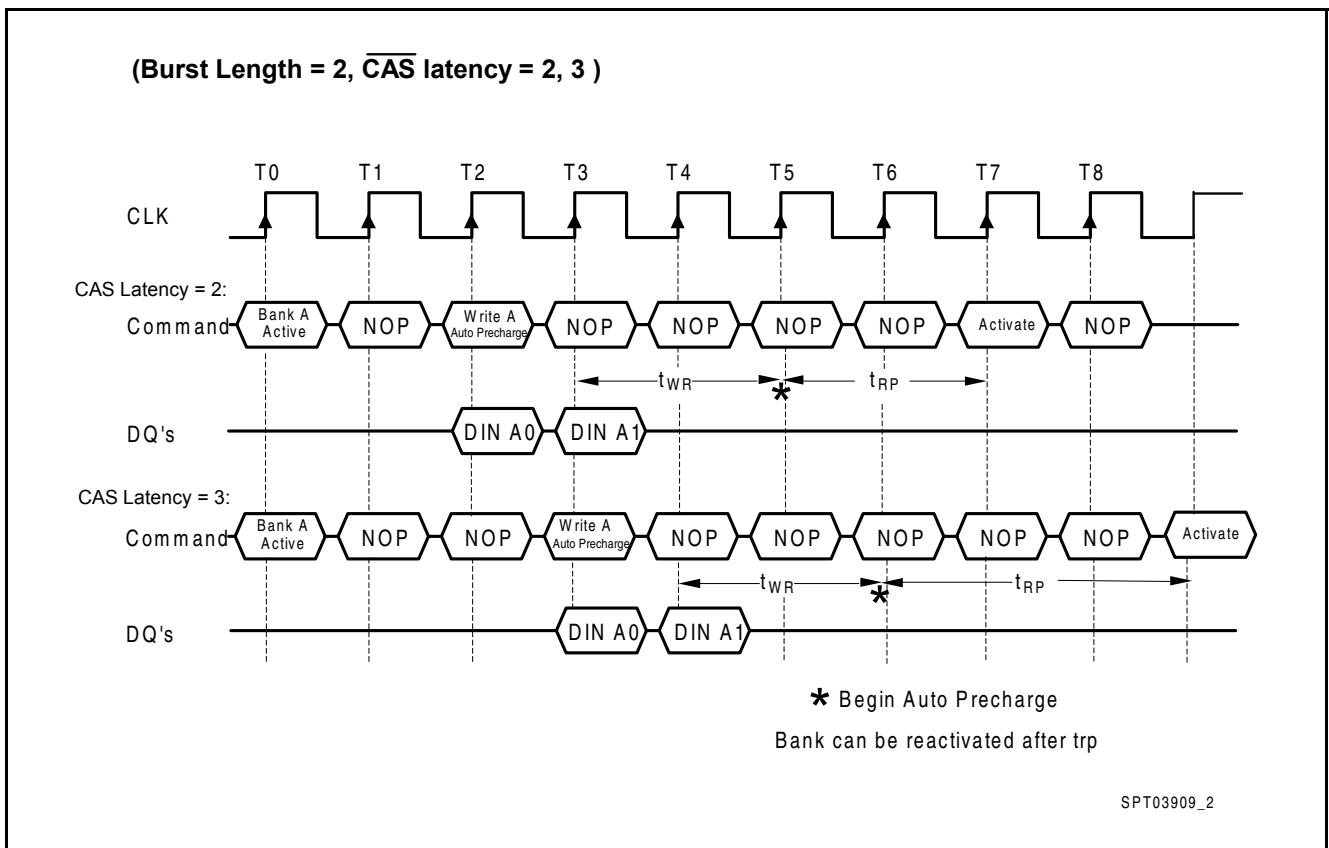 (Burst Length = 2, CAS latency = 2, 3 )
T0 T1 T2 T3 T4 T5 T6 T7 T8
CLK
CAS Latency = 2:
Command Bank A Active NOP Write A Auto Precharge NOP NOP NOP NOP Activate NOP
tWR tRP
*
DQ's DIN A0 DIN A1
CAS Latency = 3:
Command Bank A Active NOP NOP Write A Auto Precharge NOP NOP NOP NOP NOP Activate
tWR tRP
*
DQ's DIN A0 DIN A1
* Begin Auto Precharge
Bank can be reactivated after trp
SPT03909_2